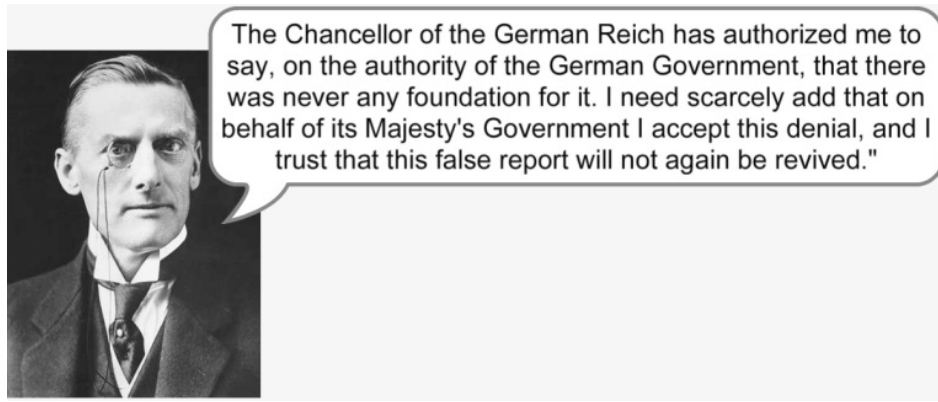 The Chancellor of the German Reich has authorized me to
say, on the authority of the German Government, that there
was never any foundation for it. I need scarcely add that on
behalf of its Majesty's Government I accept this denial, and I
trust that this false report will not again be revived."